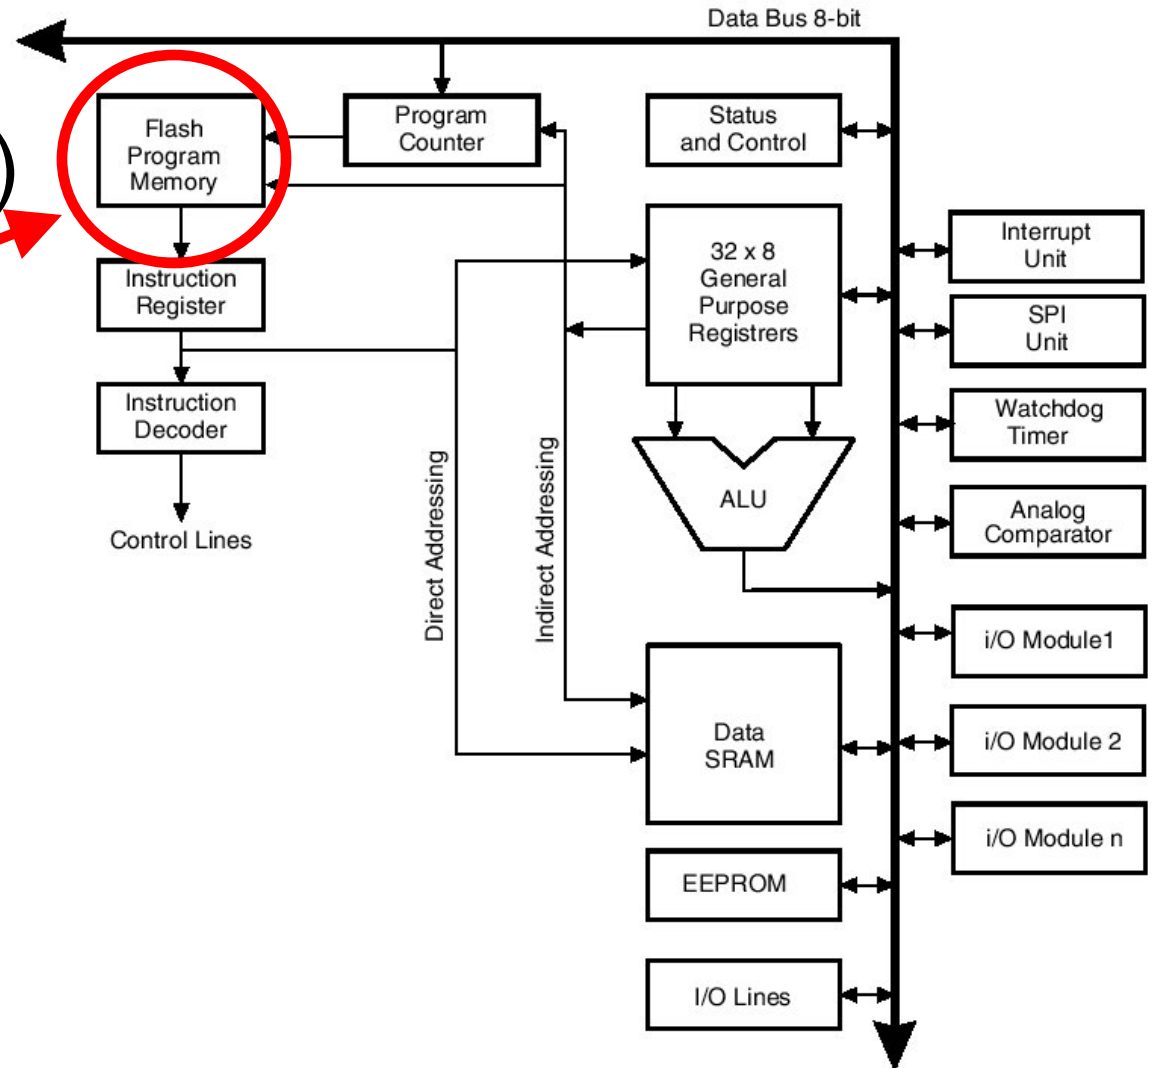 Data Bus 8-bit
Flash
Program
Memory
Program
Counter
Status
and Control
Instruction
Register
32 x 8
General
Purpose
Registrers
Interrupt
Unit
SPI
Unit
Instruction
Decoder
Watchdog
Timer
Control Lines
Direct Addressing
Indirect Addressing
ALU
Analog
Comparator
i/O Module1
Data
SRAM
i/O Module 2
i/O Module n
EEPROM
I/O Lines